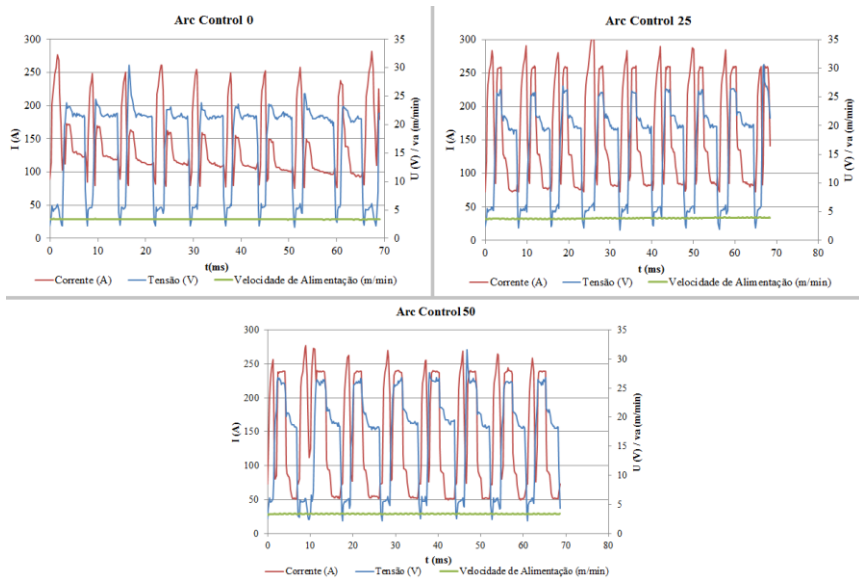 Arc Control 0
300
250
200
150
100
50
0
I (A)
35
30
25
20
15
10
5
0
U (V) / va (m/min)
0 10 20 30 40 50 60 70
t(ms)
Corrente (A) Tensão (V) Velocidade de Alimentação (m/min)
Arc Control 25
300
250
200
150
100
50
0
I (A)
35
30
25
20
15
10
5
0
U (V) / va (m/min)
0 10 20 30 40 50 60 70 80
t (ms)
Corrente (A) Tensão (V) Velocidade de Alimentação (m/min)
Arc Control 50
300
250
200
150
100
50
0
I (A)
35
30
25
20
15
10
5
0
U (V) / va (m/min)
0 10 20 30 40 50 60 70 80
t (ms)
Corrente (A) Tensão (V) Velocidade de Alimentação (m/min)